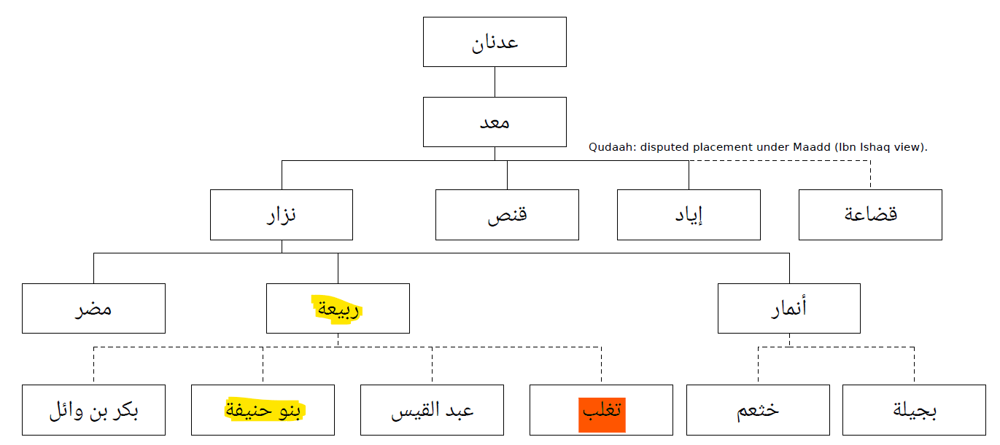 عدنان
معد
Qudaah: disputed placement under Maadd (Ibn Ishaq view).
نزار
قنص
إياد
قضاعة
مضر
ربيعة
أنمار
بكر بن وائل
بنو حنيفة
عبد القيس
تغلب
خثعم
بجيلة